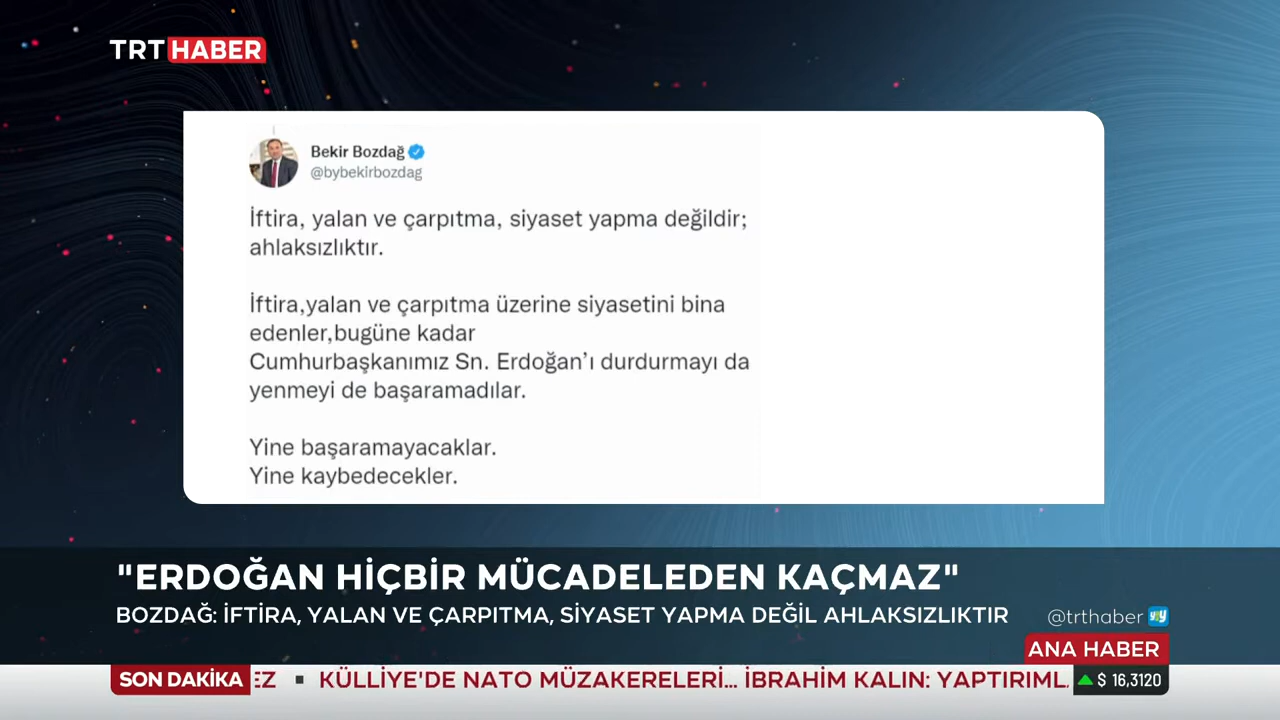 TRT HABER
Bekir Bozdağ
@bybekirbozdag
İftira, yalan ve çarpıtma, siyaset yapma değildir;
ahlaksızlıktır.
İftira,yalan ve çarpıtma üzerine siyasetini bina
edenler,bugüne kadar
Cumhurbaşkanımız Sn. Erdoğan’ı durdurmayı da
yenmeyi de başaramadılar.
Yine başaramayacaklar.
Yine kaybedecekler.
"ERDOĞAN HİÇBİR MÜCADELEDEN KAÇMAZ"
BOZDAĞ: İFTİRA, YALAN VE ÇARPITMA, SİYASET YAPMA DEĞİL AHLAKSIZLIKTIR
@trthaber
ANA HABER
SON DAKİKA EZ ▪ KÜLLİYE'DE NATO MÜZAKERELERİ... İBRAHİM KALIN: YAPTIRIML
$ 16,3120